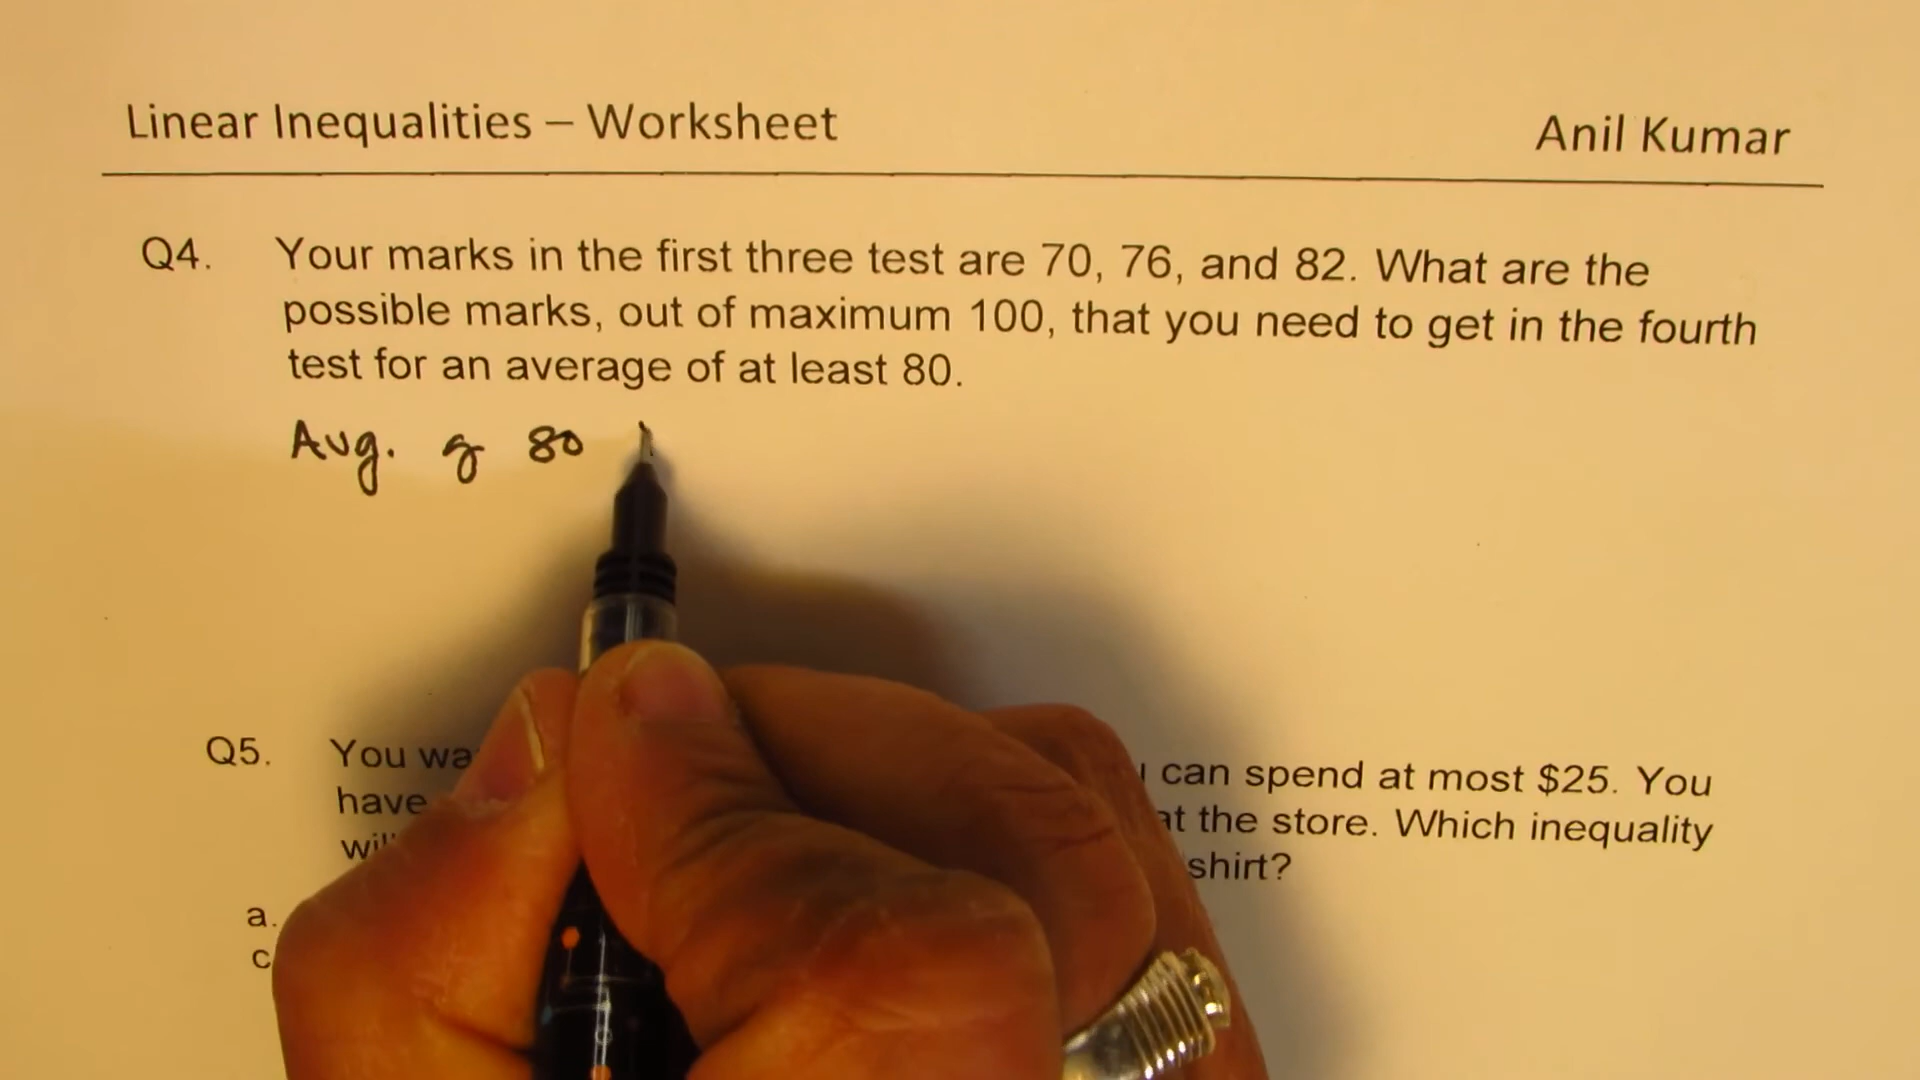 Linear Inequalities – Worksheet Anil Kumar
Q4. Your marks in the first three test are 70, 76, and 82. What are the
possible marks, out of maximum 100, that you need to get in the fourth
test for an average of at least 80.
Avg. of 80
Q5. You can spend at most $25. You
have at the store. Which inequality
shirt?
a.
c